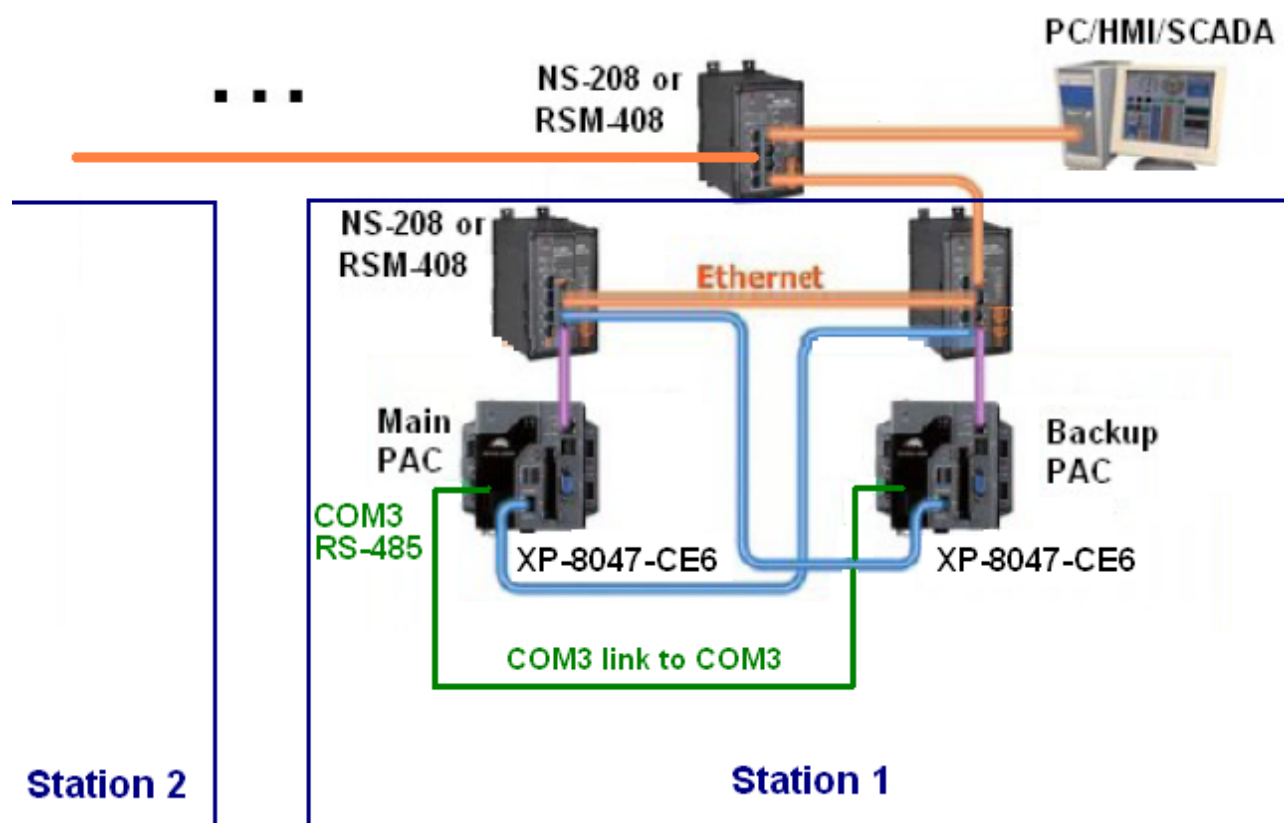 PC/HMI/SCADA
NS-208 or
RSM-408
...
NS-208 or
RSM-408
Ethernet
Main
PAC
Backup
PAC
COM3
RS-485
XP-8047-CE6
XP-8047-CE6
COM3 link to COM3
Station 2
Station 1